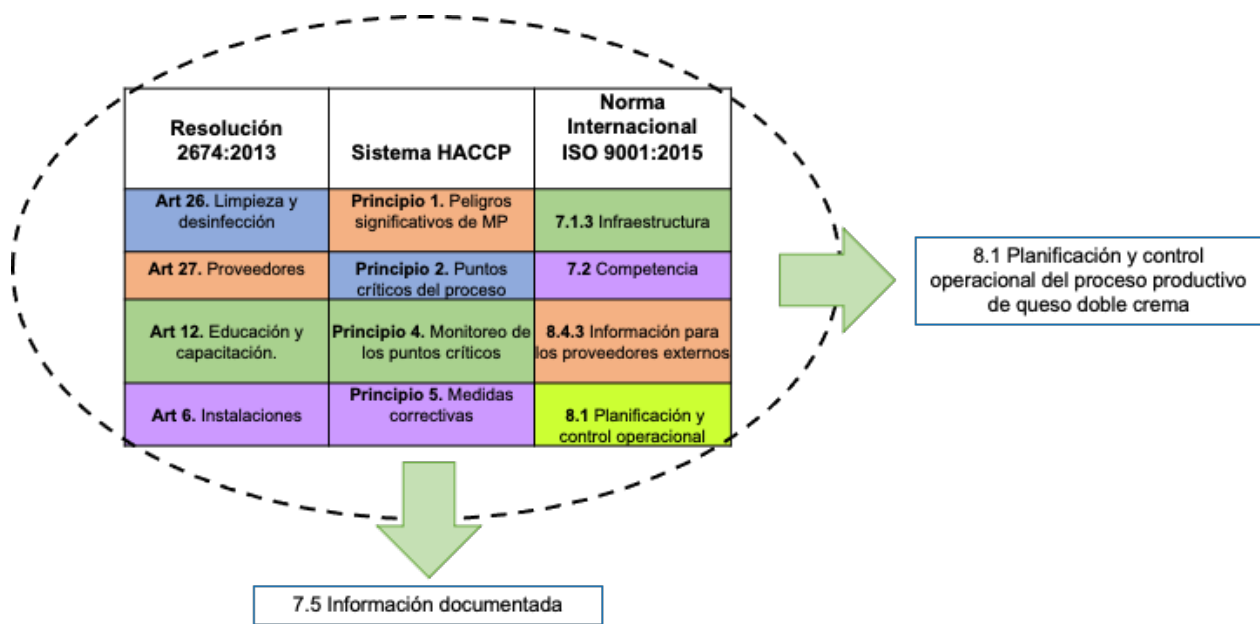 Resolución
2674:2013
Sistema HACCP
Norma
Internacional
ISO 9001:2015
Art 26. Limpieza y
desinfección
Principio 1. Peligros
significativos de MP
7.1.3 Infraestructura
Art 27. Proveedores
Principio 2. Puntos
críticos del proceso
7.2 Competencia
Art 12. Educación y
capacitación.
Principio 4. Monitoreo de
los puntos críticos
8.4.3 Información para
los proveedores externos
Art 6. Instalaciones
Principio 5. Medidas
correctivas
8.1 Planificación y
control operacional
8.1 Planificación y control
operacional del proceso productivo
de queso doble crema
7.5 Información documentada